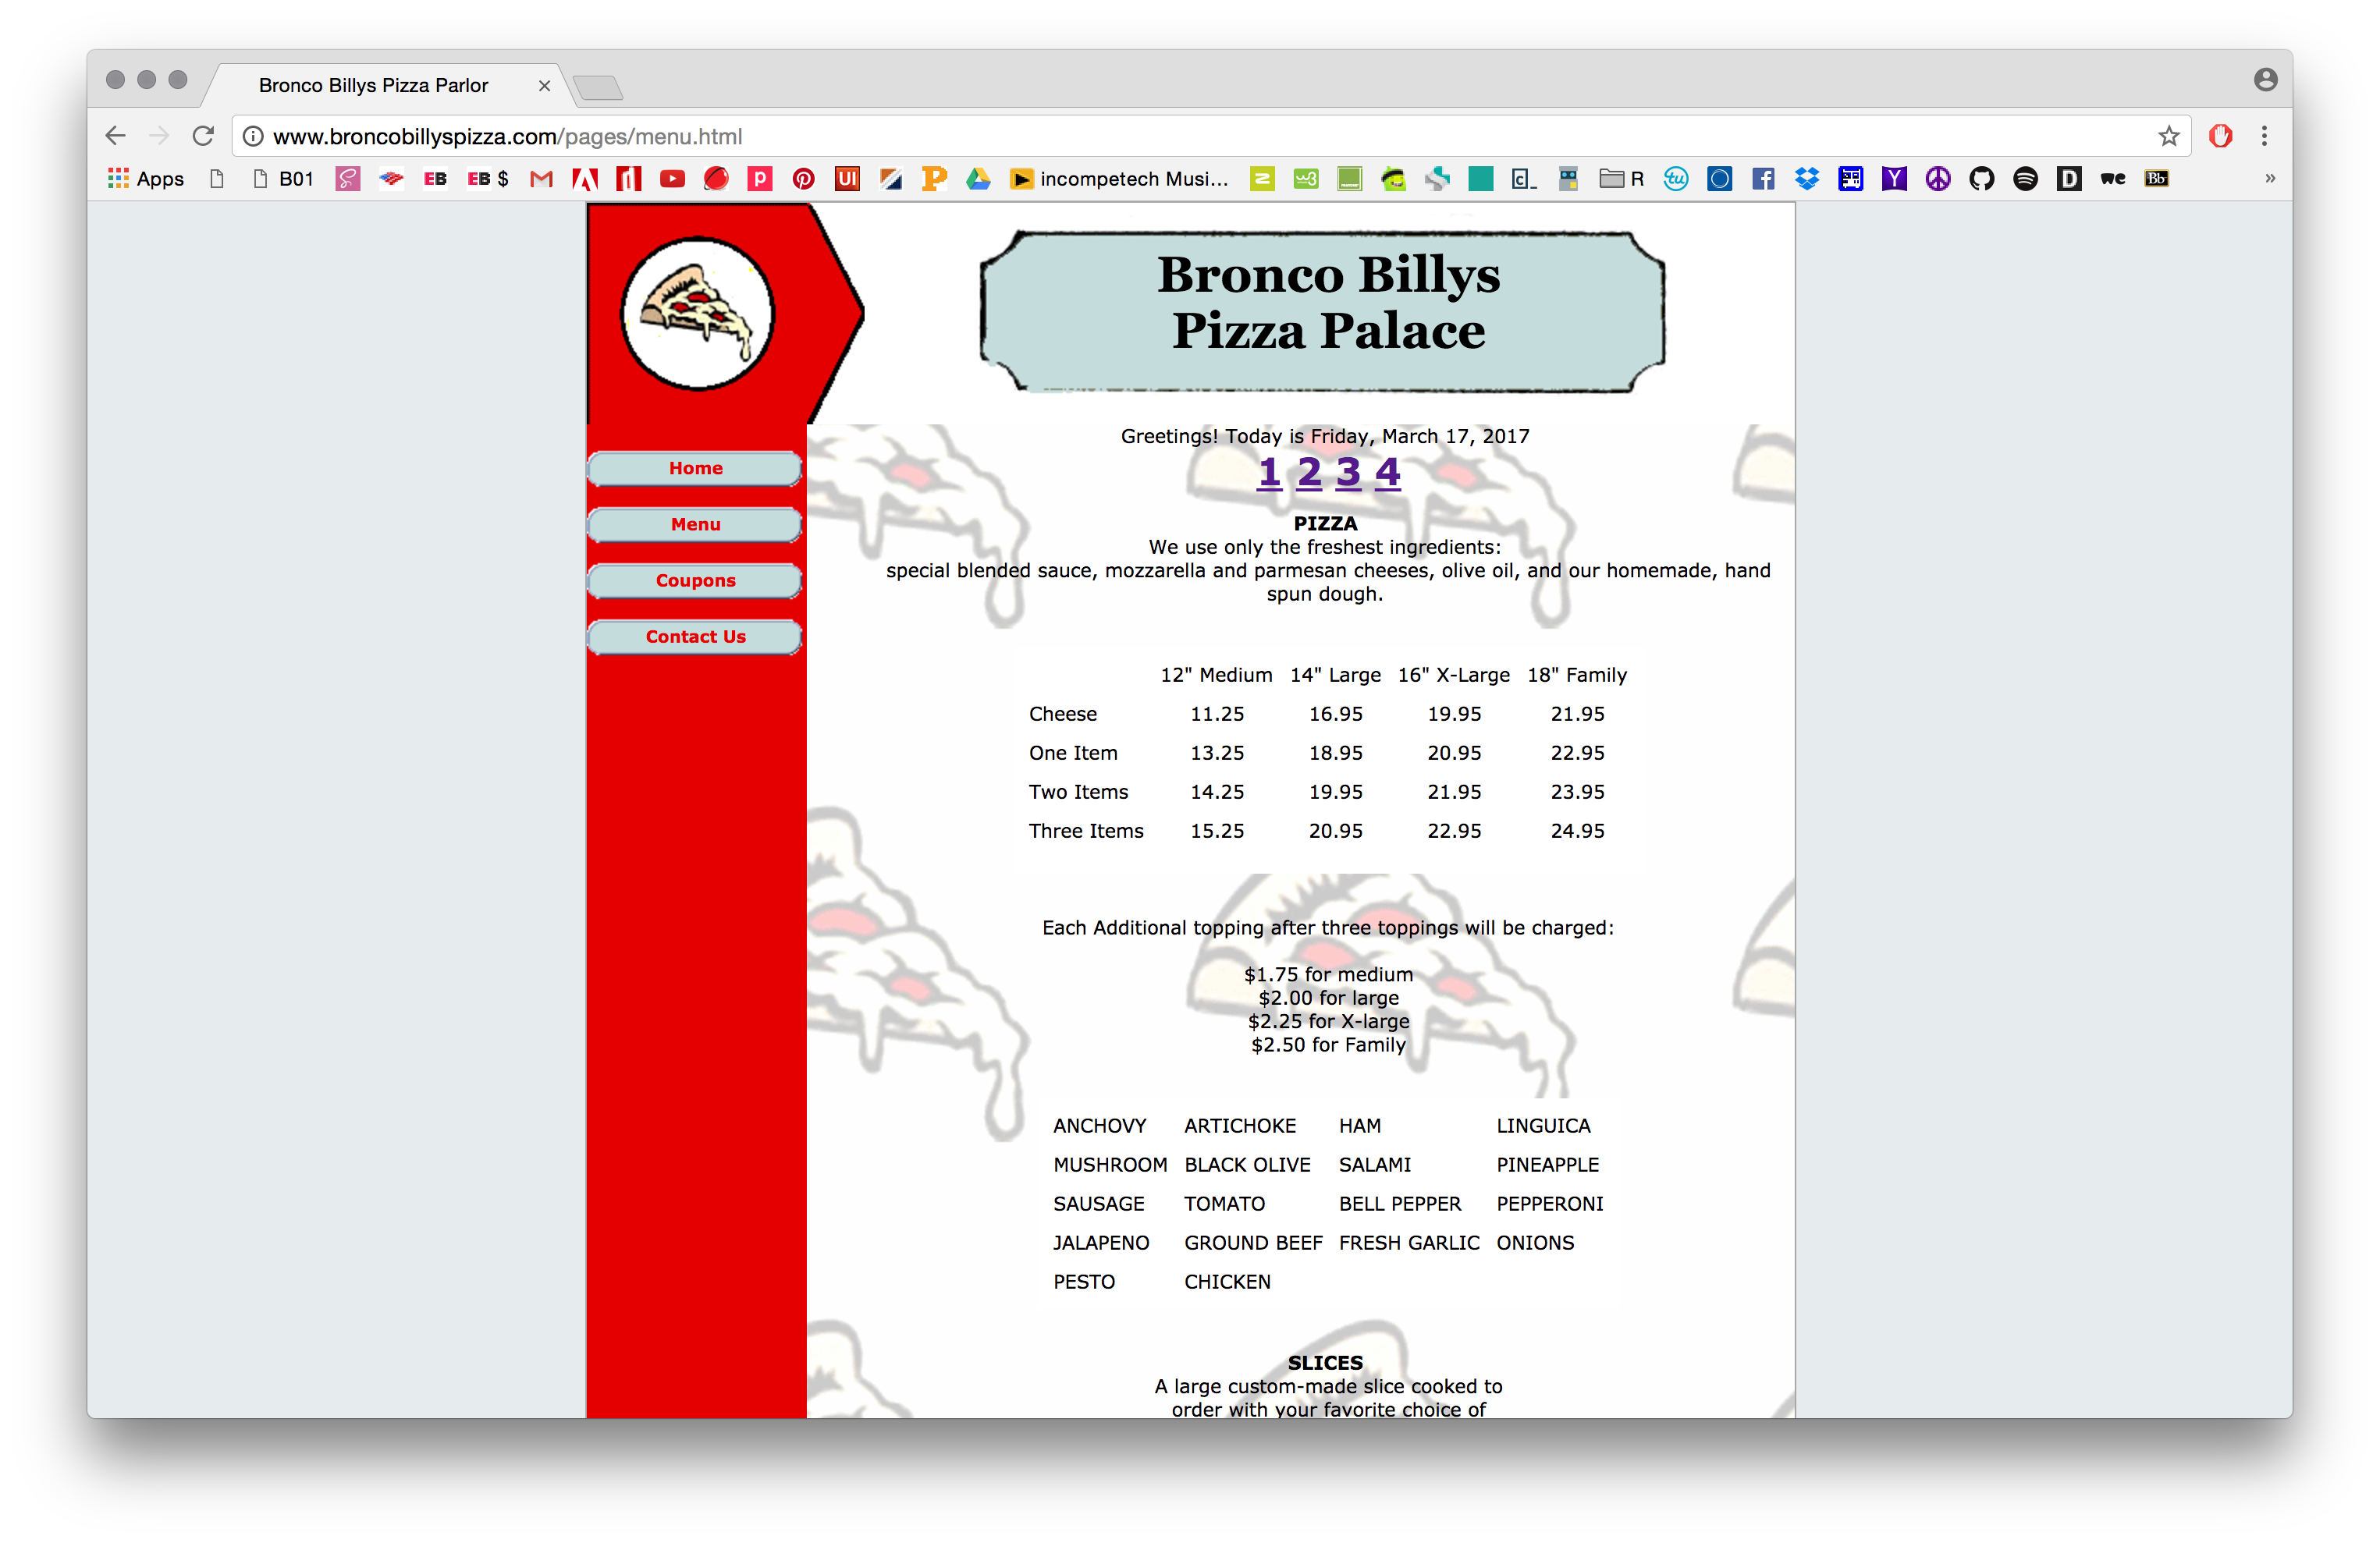 Bronco Billys Pizza Parlor
www.broncobillyspizza.com/pages/menu.html
Apps B01 EB EB $ UI incompetech Musi... R Bb »
Bronco Billys
Pizza Palace
Home
Menu
Coupons
Contact Us
Greetings! Today is Friday, March 17, 2017
1 2 3 4
PIZZA
We use only the freshest ingredients:
special blended sauce, mozzarella and parmesan cheeses, olive oil, and our homemade, hand
spun dough.
12" Medium 14" Large 16" X-Large 18" Family
Cheese 11.25 16.95 19.95 21.95
One Item 13.25 18.95 20.95 22.95
Two Items 14.25 19.95 21.95 23.95
Three Items 15.25 20.95 22.95 24.95
Each Additional topping after three toppings will be charged:
$1.75 for medium
$2.00 for large
$2.25 for X-large
$2.50 for Family
ANCHOVY ARTICHOKE HAM LINGUICA
MUSHROOM BLACK OLIVE SALAMI PINEAPPLE
SAUSAGE TOMATO BELL PEPPER PEPPERONI
JALAPENO GROUND BEEF FRESH GARLIC ONIONS
PESTO CHICKEN
SLICES
A large custom-made slice cooked to
order with your favorite choice of